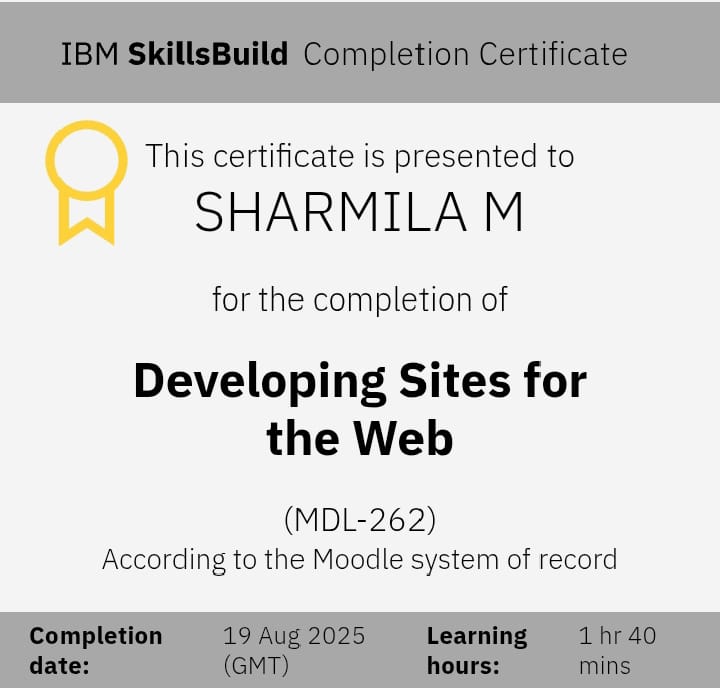 IBM SkillsBuild Completion Certificate
This certificate is presented to
SHARMILA M
for the completion of
Developing Sites for
the Web
(MDL-262)
According to the Moodle system of record
Completion date:
19 Aug 2025 (GMT)
Learning hours:
1 hr 40 mins